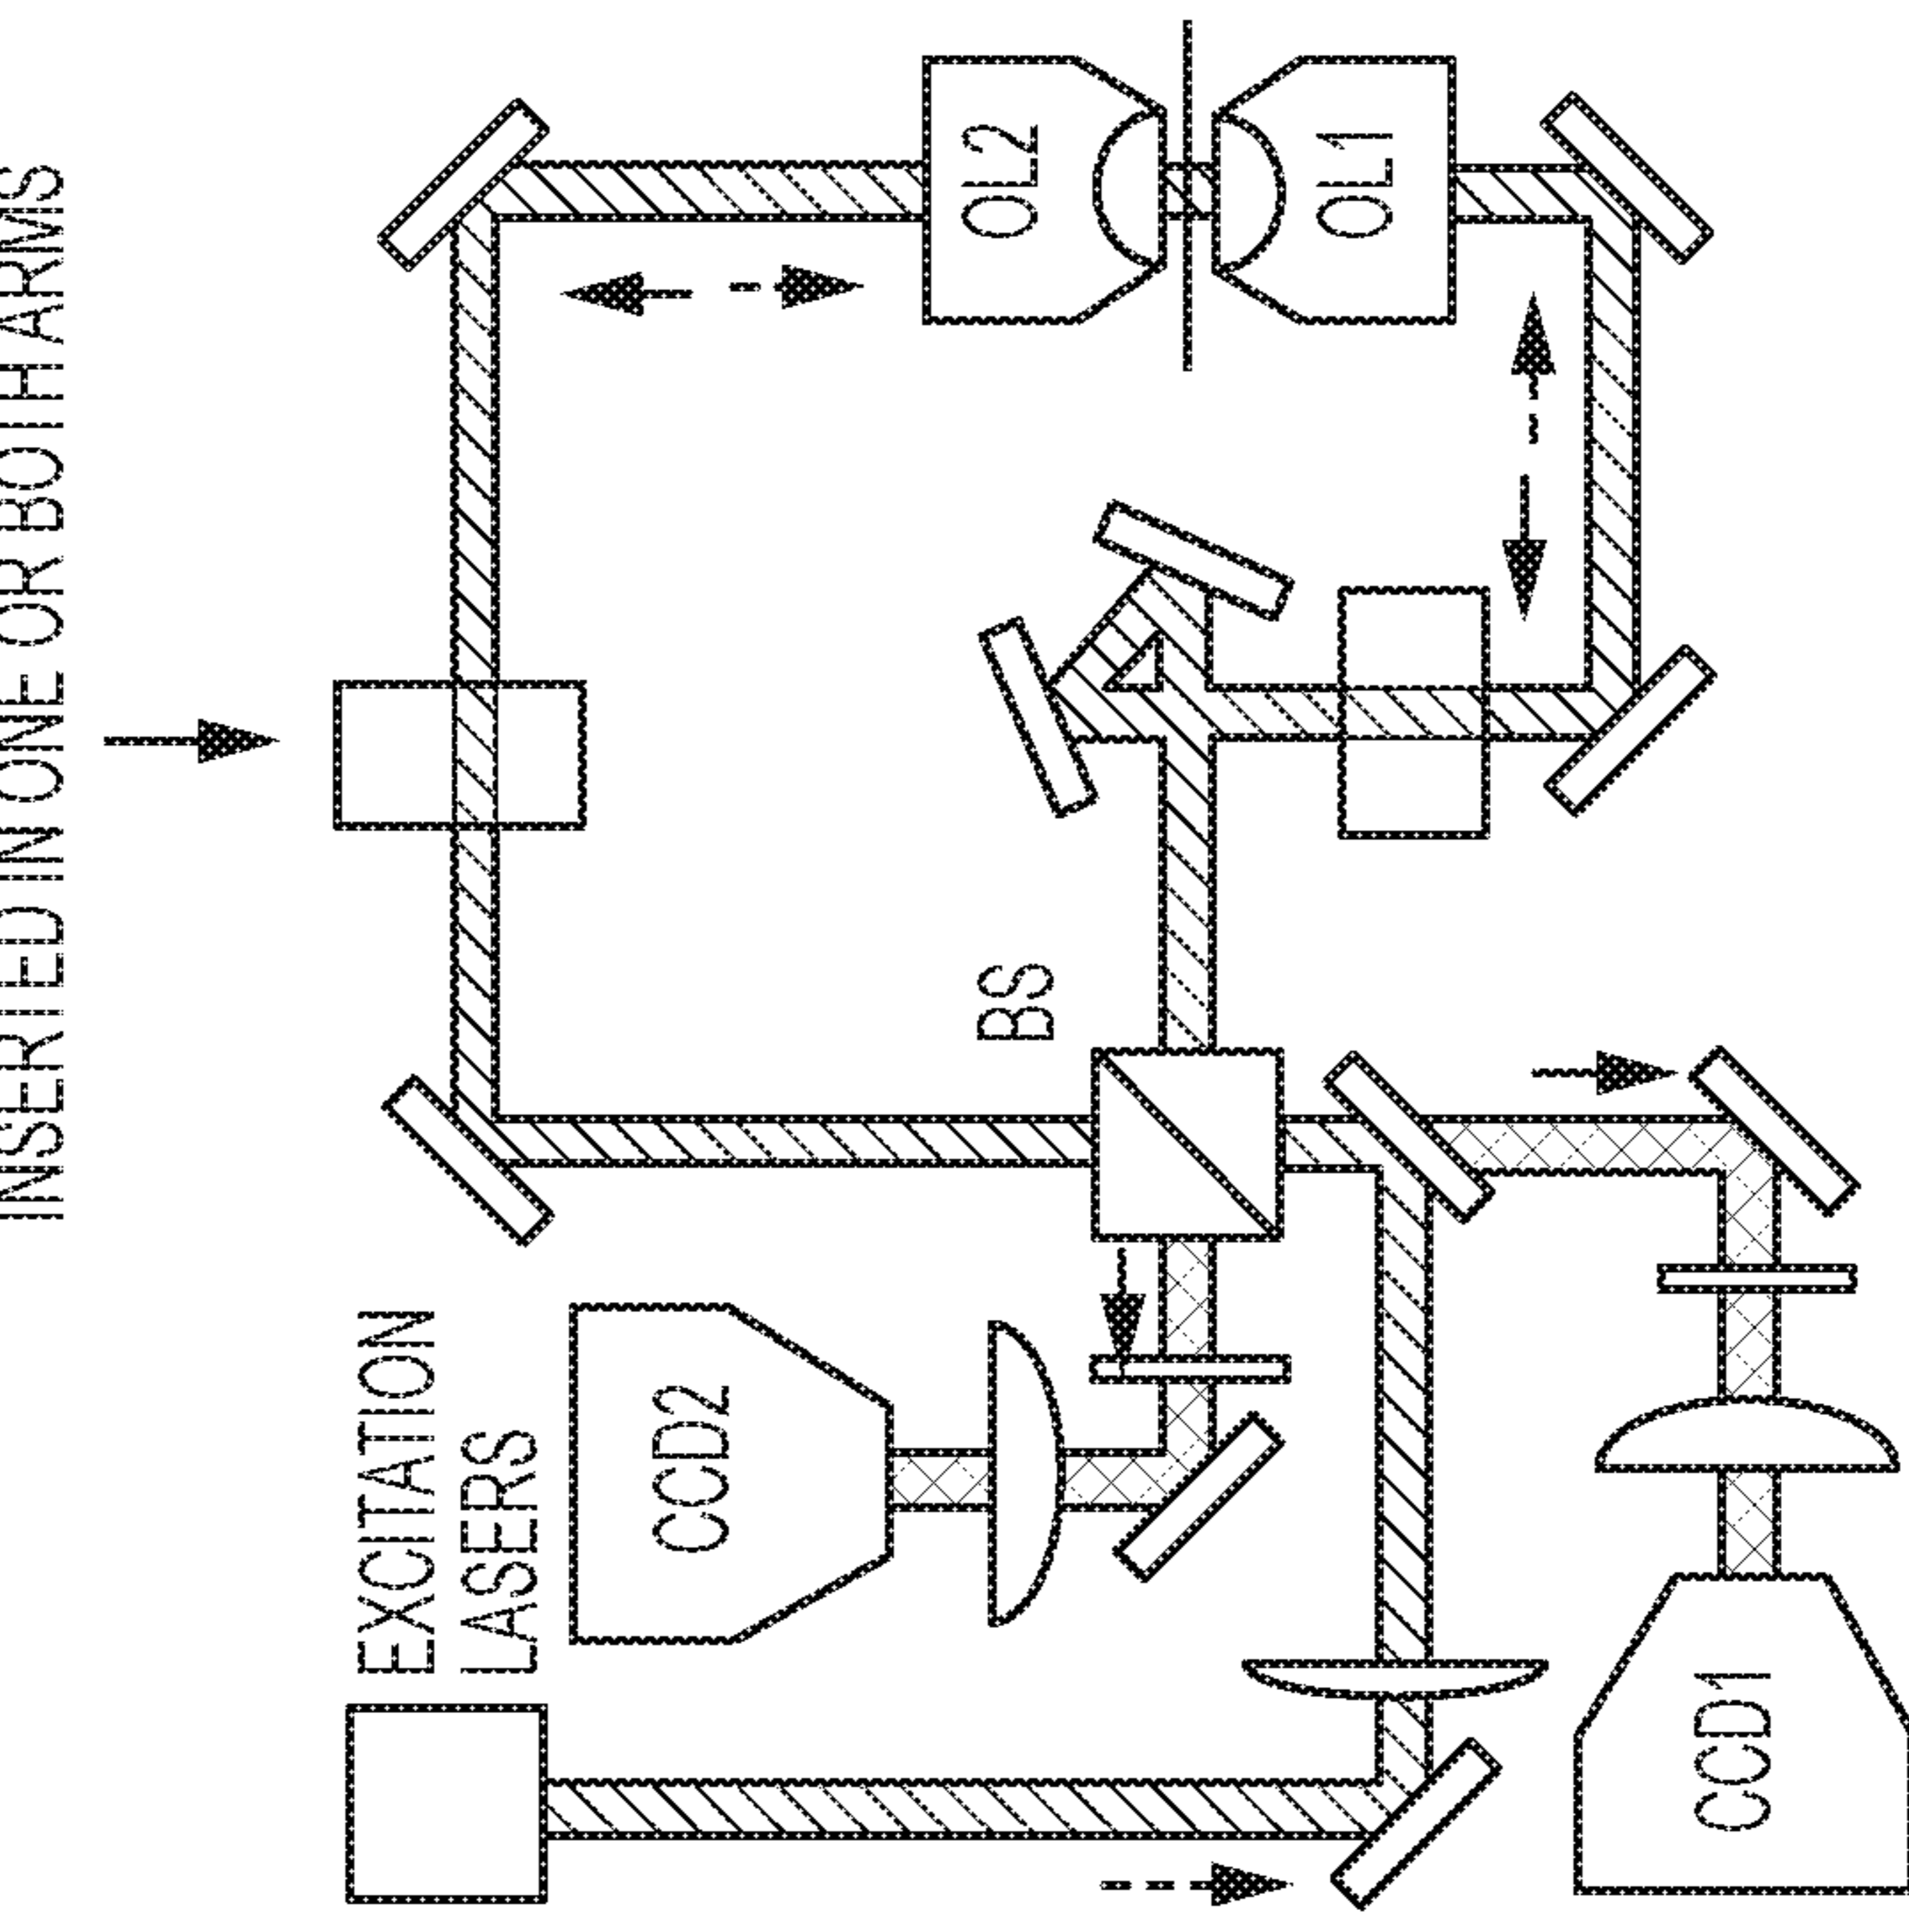 INSERTED IN ONE OR BOTH ARMS
OL2
OL1
BS
EXCITATION
LASERS
CCD2
CCD1